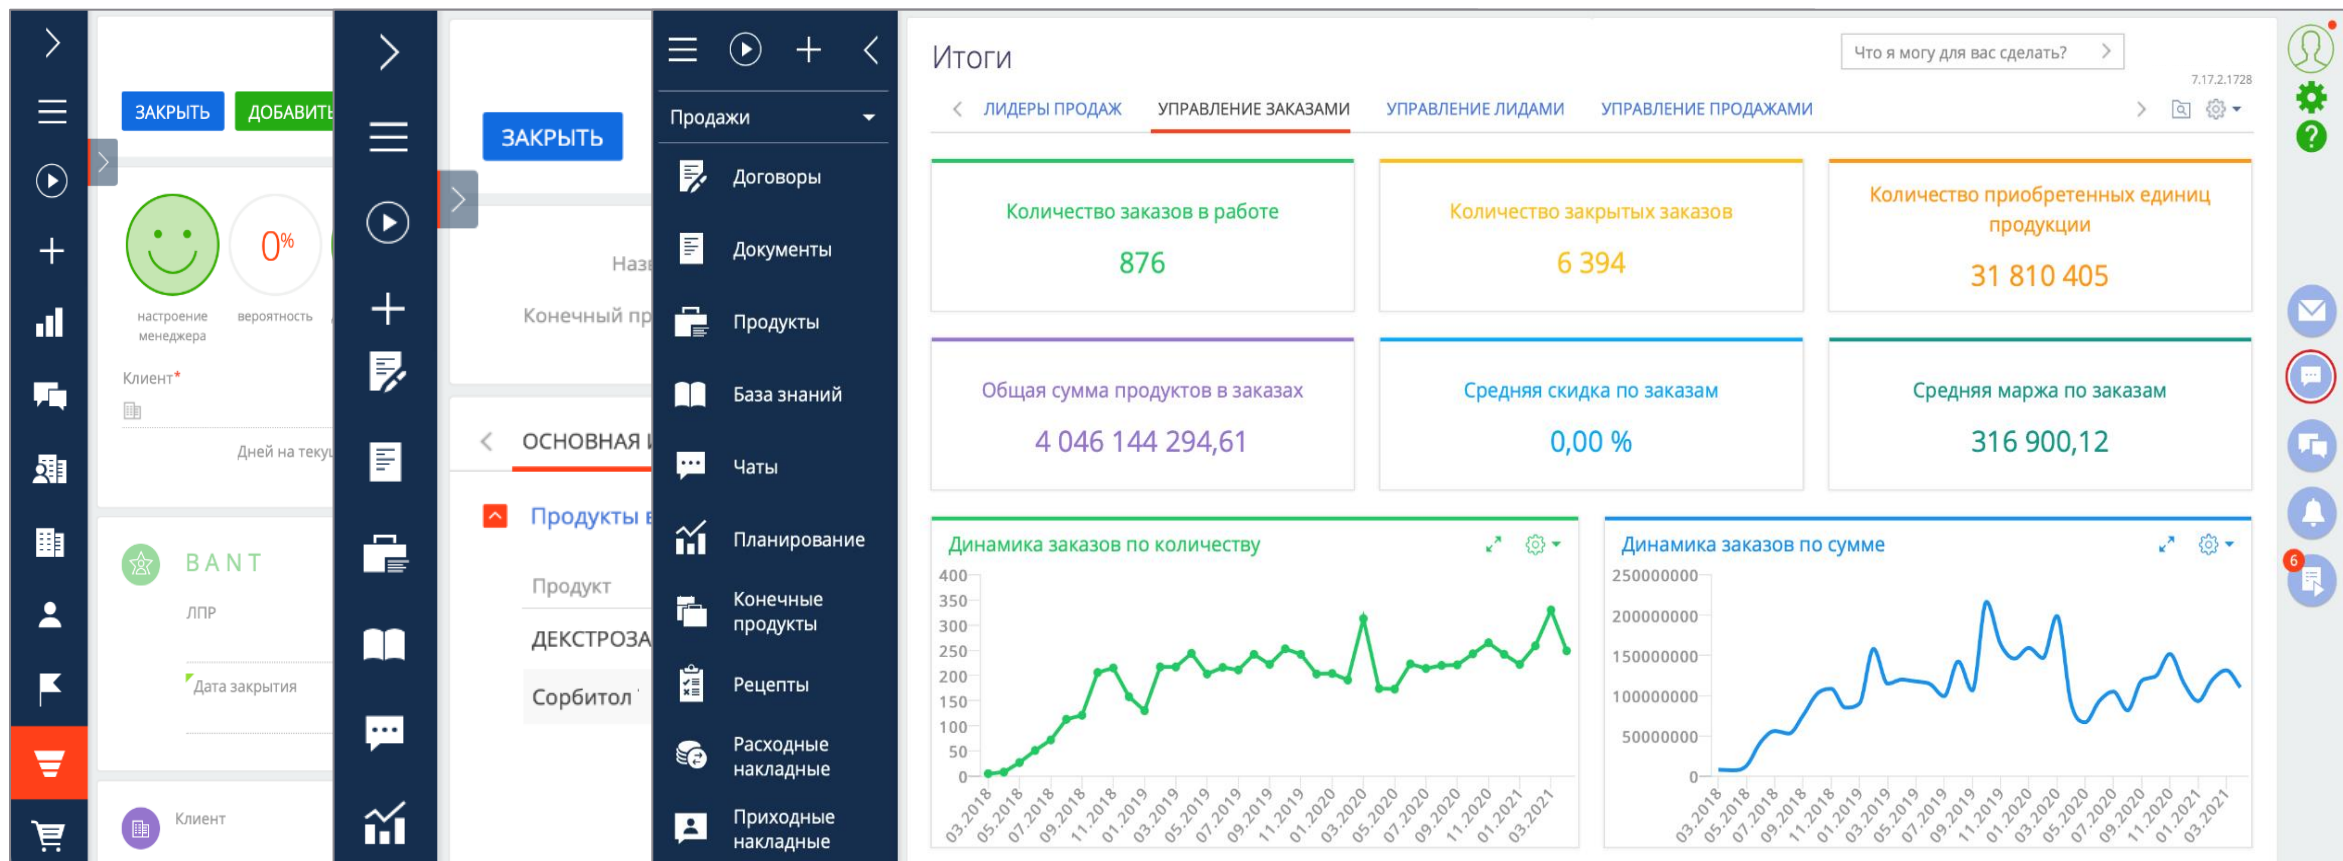 ЗАКРЫТЬ
ДОБАВИТЬ
0%
настроение
менеджера
вероятность
Клиент*
Дней на теку
BANT
ЛПР
Дата закрытия
Клиент
ЗАКРЫТЬ
Назв
Конечный пр
ОСНОВНАЯ И
Продукты в
Продукт
ДЕКСТРОЗА
Сорбитол
Продажи
Договоры
Документы
Продукты
База знаний
Чаты
Планирование
Конечные
продукты
Рецепты
Расходные
накладные
Приходные
накладные
Итоги
Что я могу для вас сделать?
7.17.2.1728
ЛИДЕРЫ ПРОДАЖ УПРАВЛЕНИЕ ЗАКАЗАМИ УПРАВЛЕНИЕ ЛИДАМИ УПРАВЛЕНИЕ ПРОДАЖАМИ
Количество заказов в работе
876
Количество закрытых заказов
6 394
Количество приобретенных единиц
продукции
31 810 405
Общая сумма продуктов в заказах
4 046 144 294,61
Средняя скидка по заказам
0,00 %
Средняя маржа по заказам
316 900,12
Динамика заказов по количеству
400
350
300
250
200
150
100
50
0
03.2018 05.2018 07.2018 09.2018 11.2018 01.2019 03.2019 05.2019 07.2019 09.2019 11.2019 01.2020 03.2020 05.2020 07.2020 09.2020 11.2020 01.2021 03.2021
Динамика заказов по сумме
250000000
200000000
150000000
100000000
50000000
0
03.2018 05.2018 07.2018 09.2018 11.2018 01.2019 03.2019 05.2019 07.2019 09.2019 11.2019 01.2020 03.2020 05.2020 07.2020 09.2020 11.2020 01.2021 03.2021
?
6